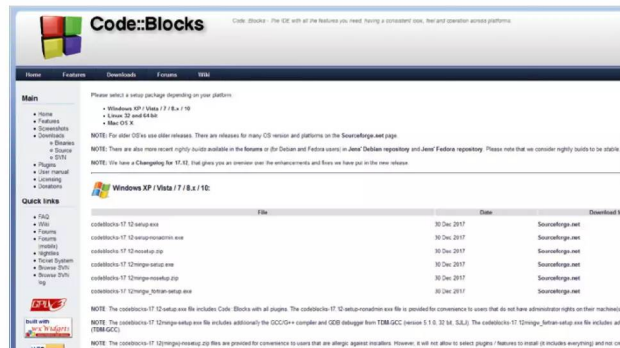 Code::Blocks
Code::Blocks - The IDE with all the features you need, having a consistent look, feel and operation across platforms.
Home Features Downloads Forums Wiki
Main
Home
Features
Screenshots
Downloads
Binaries
Source
SVN
Plugins
User manual
Licensing
Donations
Quick links
FAQ
Wiki
Forums
Forums
(mobile)
Nightlies
Ticket System
Browse SVN
Browse SVN
log
GPLv3
built with
wxWidgets
Please select a setup package depending on your platform:
Windows XP / Vista / 7 / 8.x / 10
Linux 32 and 64-bit
Mac OS X
NOTE: For older OS'es use older releases. There are releases for many OS version and platforms on the Sourceforge.net page.
NOTE: There are also more recent nightly builds available in the forums or (for Debian and Fedora users) in Jens' Debian repository and Jens' Fedora repository. Please note that we consider nightly builds to be stable
NOTE: We have a Changelog for 17.12, that gives you an overview over the enhancements and fixes we have put in the new release.
Windows XP / Vista / 7 / 8.x / 10:
File Date Download
codeblocks-17.12-setup.exe 30 Dec 2017 Sourceforge.net
codeblocks-17.12-setup-nonadmin.exe 30 Dec 2017 Sourceforge.net
codeblocks-17.12-nosetup.zip 30 Dec 2017 Sourceforge.net
codeblocks-17.12mingw-setup.exe 30 Dec 2017 Sourceforge.net
codeblocks-17.12mingw-nosetup.zip 30 Dec 2017 Sourceforge.net
codeblocks-17.12mingw_fortran-setup.exe 30 Dec 2017 Sourceforge.net
NOTE: The codeblocks-17.12-setup.exe file includes Code::Blocks with all plugins. The codeblocks-17.12-setup-nonadmin.exe file is provided for convenience to users that do not have administrator rights on their machine(s
NOTE: The codeblocks-17.12mingw-setup.exe file includes additionally the GCC/G++ compiler and GDB debugger from TDM-GCC (version 5.1.0, 32 bit, SJLJ). The codeblocks-17.12mingw_fortran-setup.exe file includes ad
(TDM-GCC).
NOTE: The codeblocks-17.12(mingw)-nosetup.zip files are provided for convenience to users that are allergic against installers. However, it will not allow to select plugins / features to install (it includes everything) and not